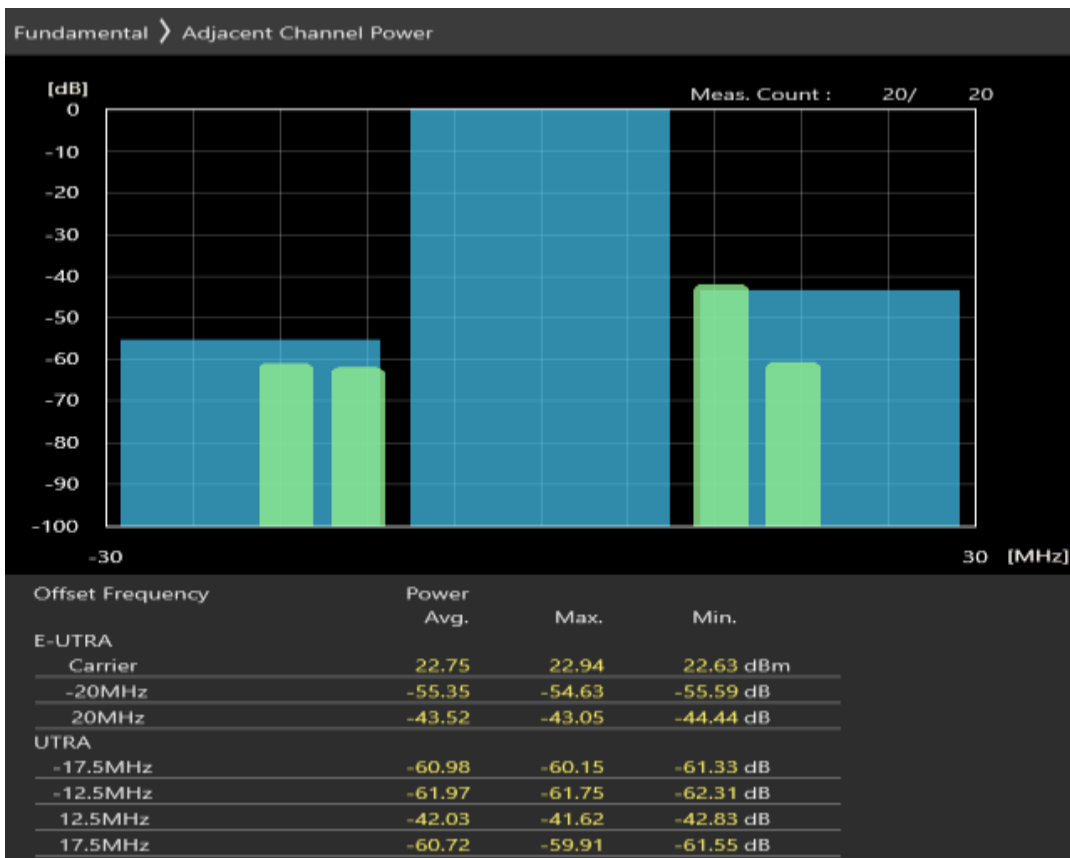 Fundamental 〉 Adjacent Channel Power
[dB]
Meas. Count : 20/ 20
0
-10
-20
-30
-40
-50
-60
-70
-80
-90
-100
-30 30 [MHz]
Offset Frequency Power
Avg. Max. Min.
E-UTRA
Carrier 22.75 22.94 22.63 dBm
-20MHz -55.35 -54.63 -55.59 dB
20MHz -43.52 -43.05 -44.44 dB
UTRA
-17.5MHz -60.98 -60.15 -61.33 dB
-12.5MHz -61.97 -61.75 -62.31 dB
12.5MHz -42.03 -41.62 -42.83 dB
17.5MHz -60.72 -59.91 -61.55 dB